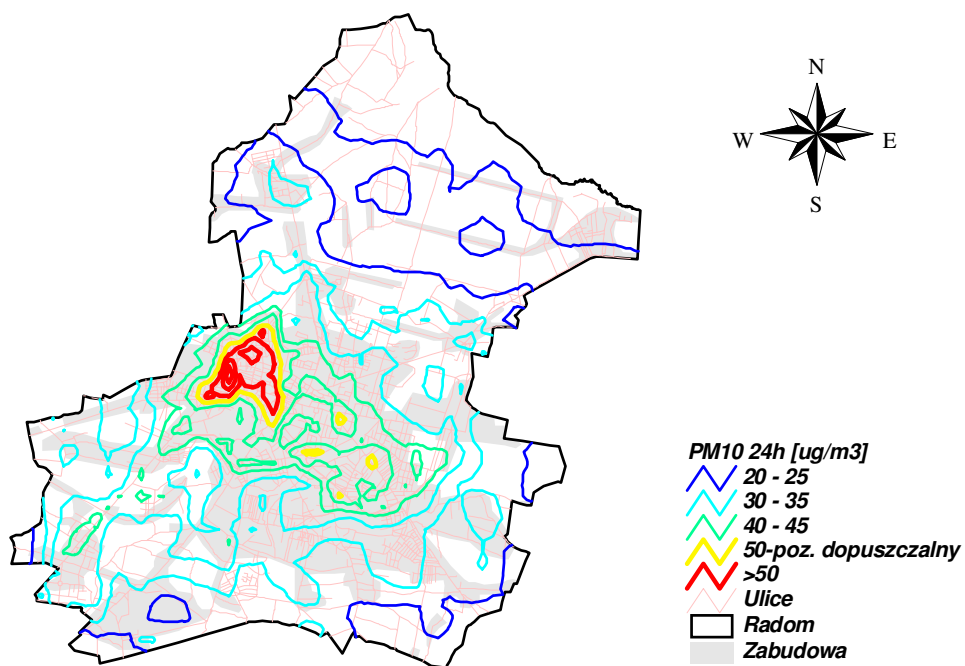 N
W E
S
PM10 24h [ug/m3]
20 - 25
30 - 35
40 - 45
50-poz. dopuszczalny
>50
Ulice
Radom
Zabudowa